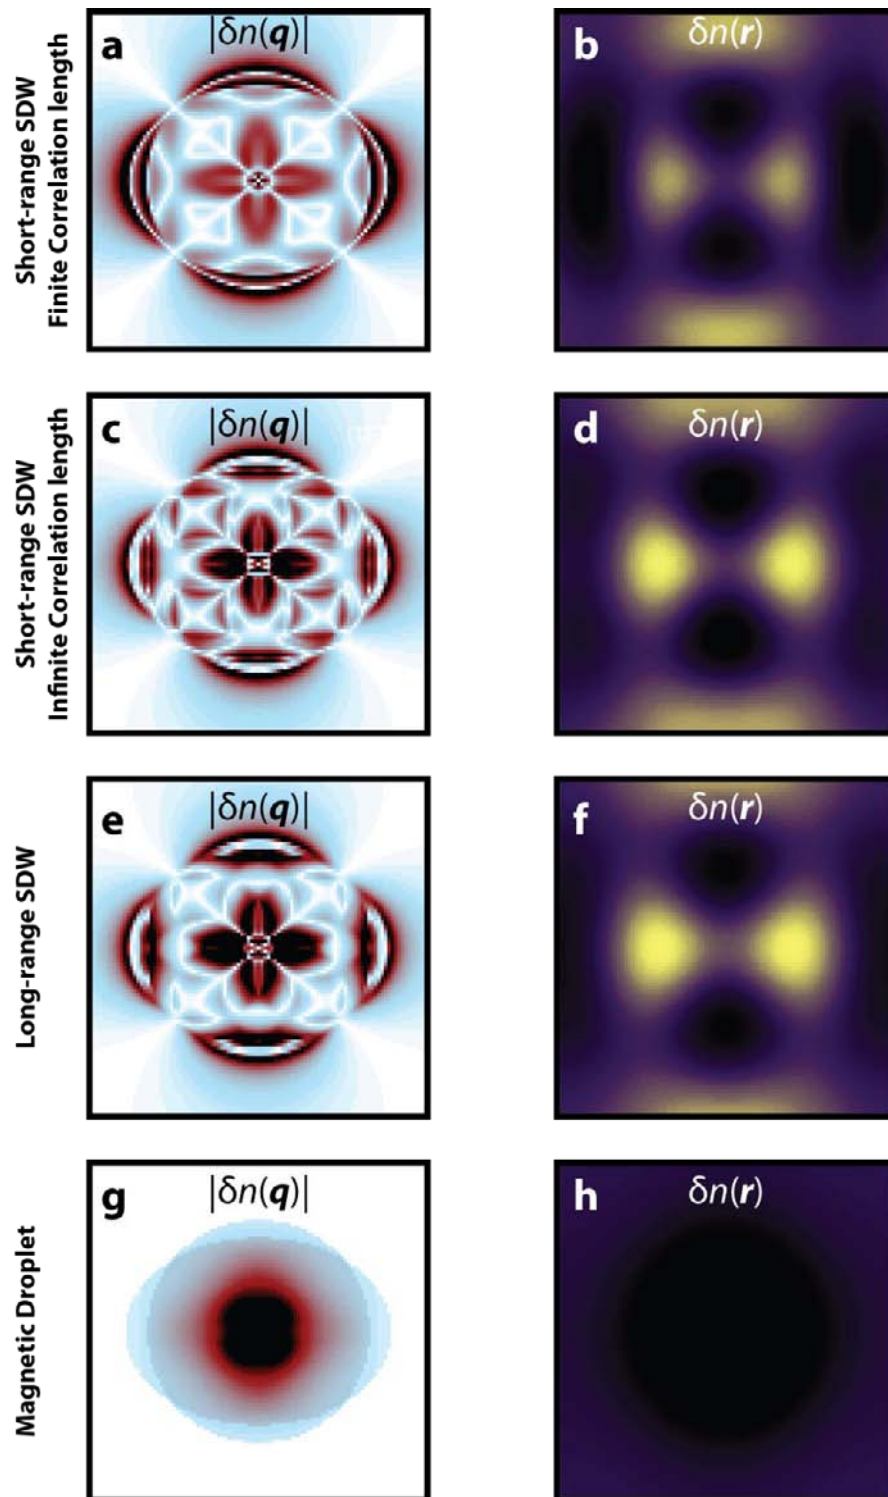 Short-range SDW
Finite Correlation length
a
|δn(q)|
b
δn(r)
Short-range SDW
Infinite Correlation length
c
|δn(q)|
d
δn(r)
Long-range SDW
e
|δn(q)|
f
δn(r)
Magnetic Droplet
g
|δn(q)|
h
δn(r)